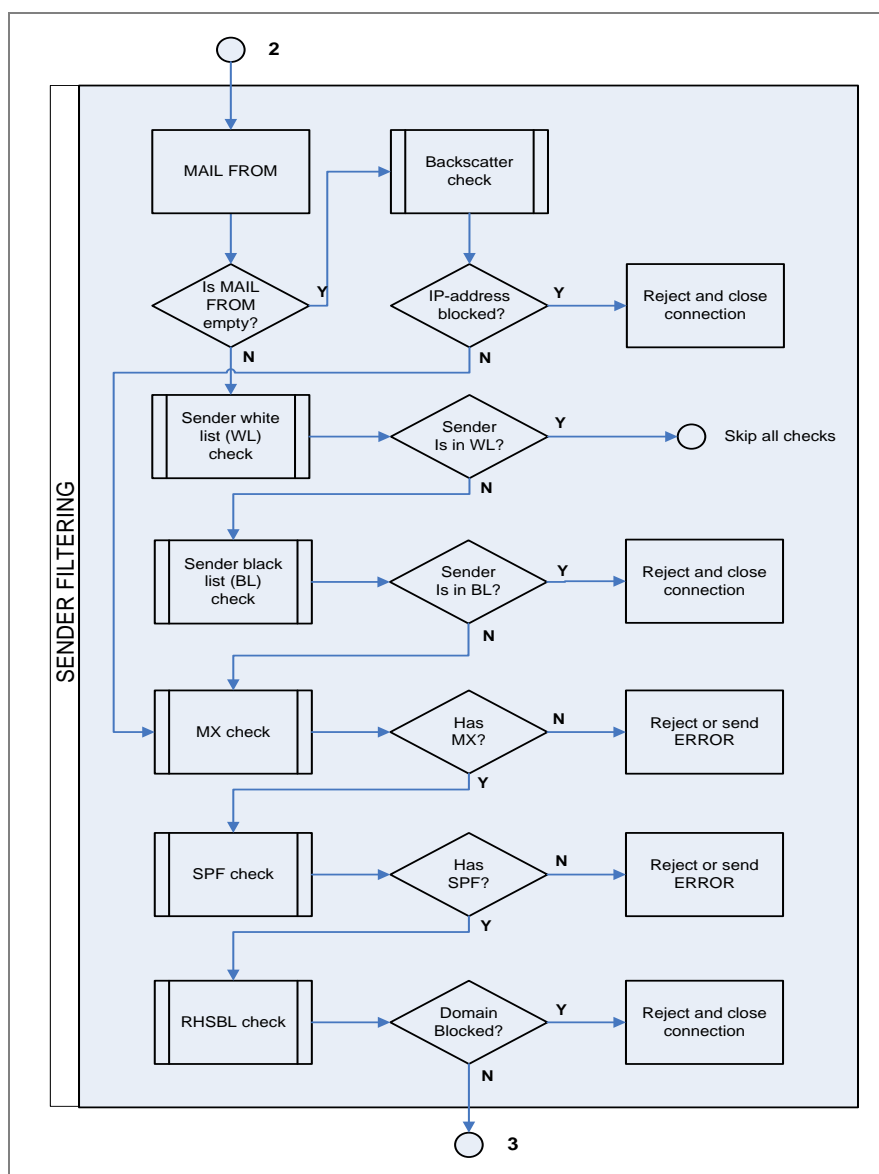 2
SENDER FILTERING
MAIL FROM
Backscatter
check
Is MAIL
FROM
empty?
Y
N
IP-address
blocked?
Y
N
Reject and close
connection
Sender white
list (WL)
check
Sender
Is in WL?
Y
N
Skip all checks
Sender black
list (BL)
check
Sender
Is in BL?
Y
N
Reject and close
connection
MX check
Has
MX?
N
Y
Reject or send
ERROR
SPF check
Has
SPF?
N
Y
Reject or send
ERROR
RHSBL check
Domain
Blocked?
Y
N
Reject and close
connection
3